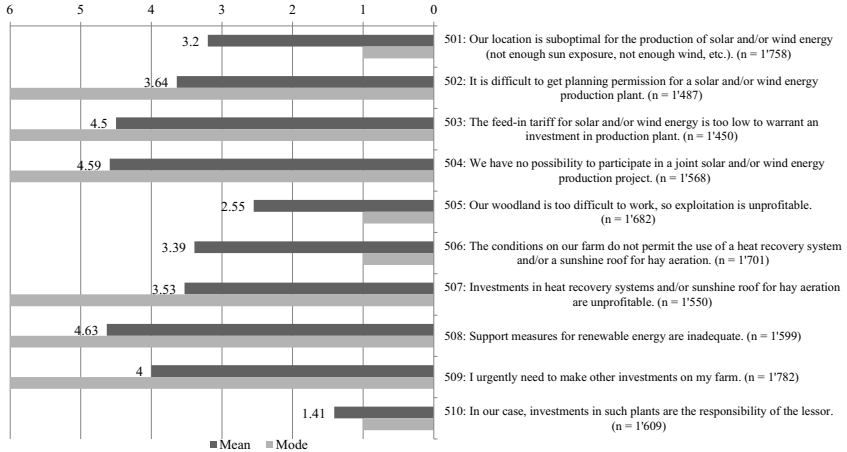 6 5 4 3 2 1 0
3.2
501: Our location is suboptimal for the production of solar and/or wind energy
(not enough sun exposure, not enough wind, etc.). (n = 1'758)
3.64
502: It is difficult to get planning permission for a solar and/or wind energy
production plant. (n = 1'487)
4.5
503: The feed-in tariff for solar and/or wind energy is too low to warrant an
investment in production plant. (n = 1'450)
4.59
504: We have no possibility to participate in a joint solar and/or wind energy
production project. (n = 1'568)
2.55
505: Our woodland is too difficult to work, so exploitation is unprofitable.
(n = 1'682)
3.39
506: The conditions on our farm do not permit the use of a heat recovery system
and/or a sunshine roof for hay aeration. (n = 1'701)
3.53
507: Investments in heat recovery systems and/or sunshine roof for hay aeration
are unprofitable. (n = 1'550)
4.63
508: Support measures for renewable energy are inadequate. (n = 1'599)
4
509: I urgently need to make other investments on my farm. (n = 1'782)
1.41
510: In our case, investments in such plants are the responsibility of the lessor.
(n = 1'609)
Mean Mode